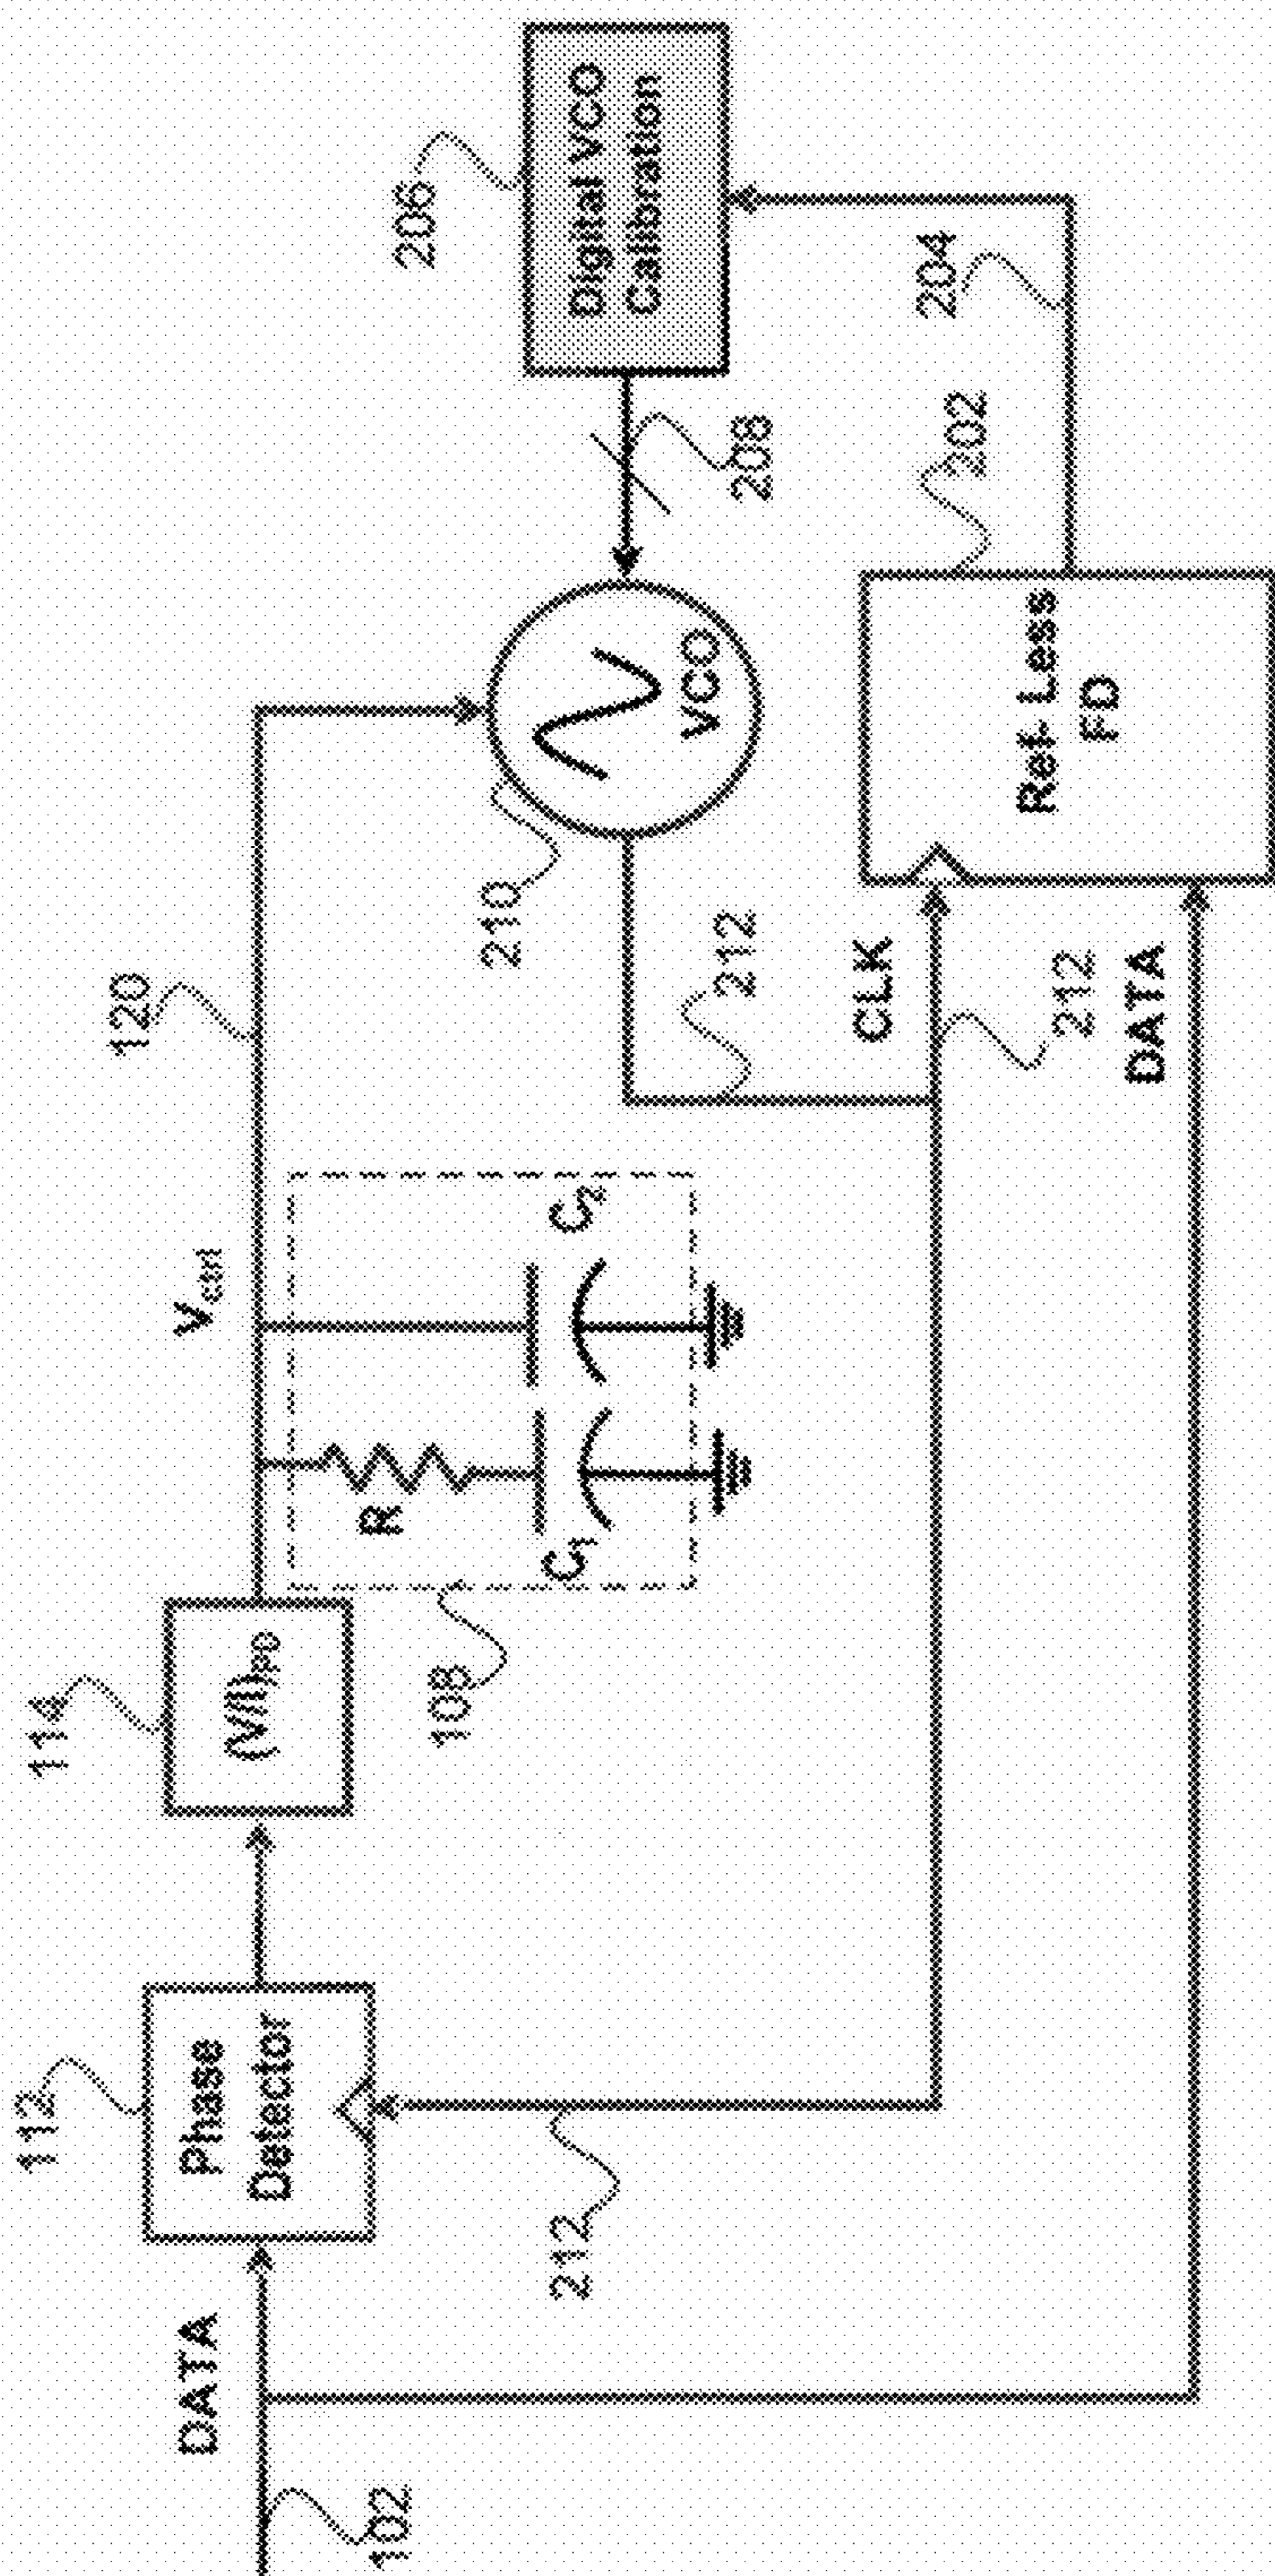 102
DATA
112
Phase
Detector
212
114
(V/I)PD
108
R
C1
C2
Vctrl
120
210
VCO
212
CLK
212
DATA
Ref- Less
FD
202
204
208
206
Digital VCO
Calibration